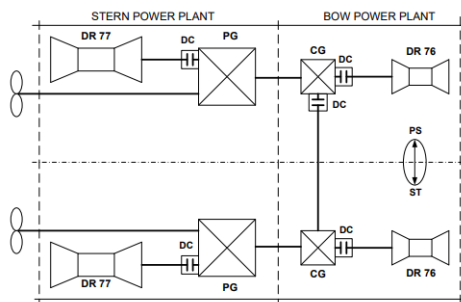 STERN POWER PLANT
BOW POWER PLANT
DR 77
DC
PG
CG
DC
DR 76
DC
PS
ST
DC
DR 77
PG
DC
CG
DR 76